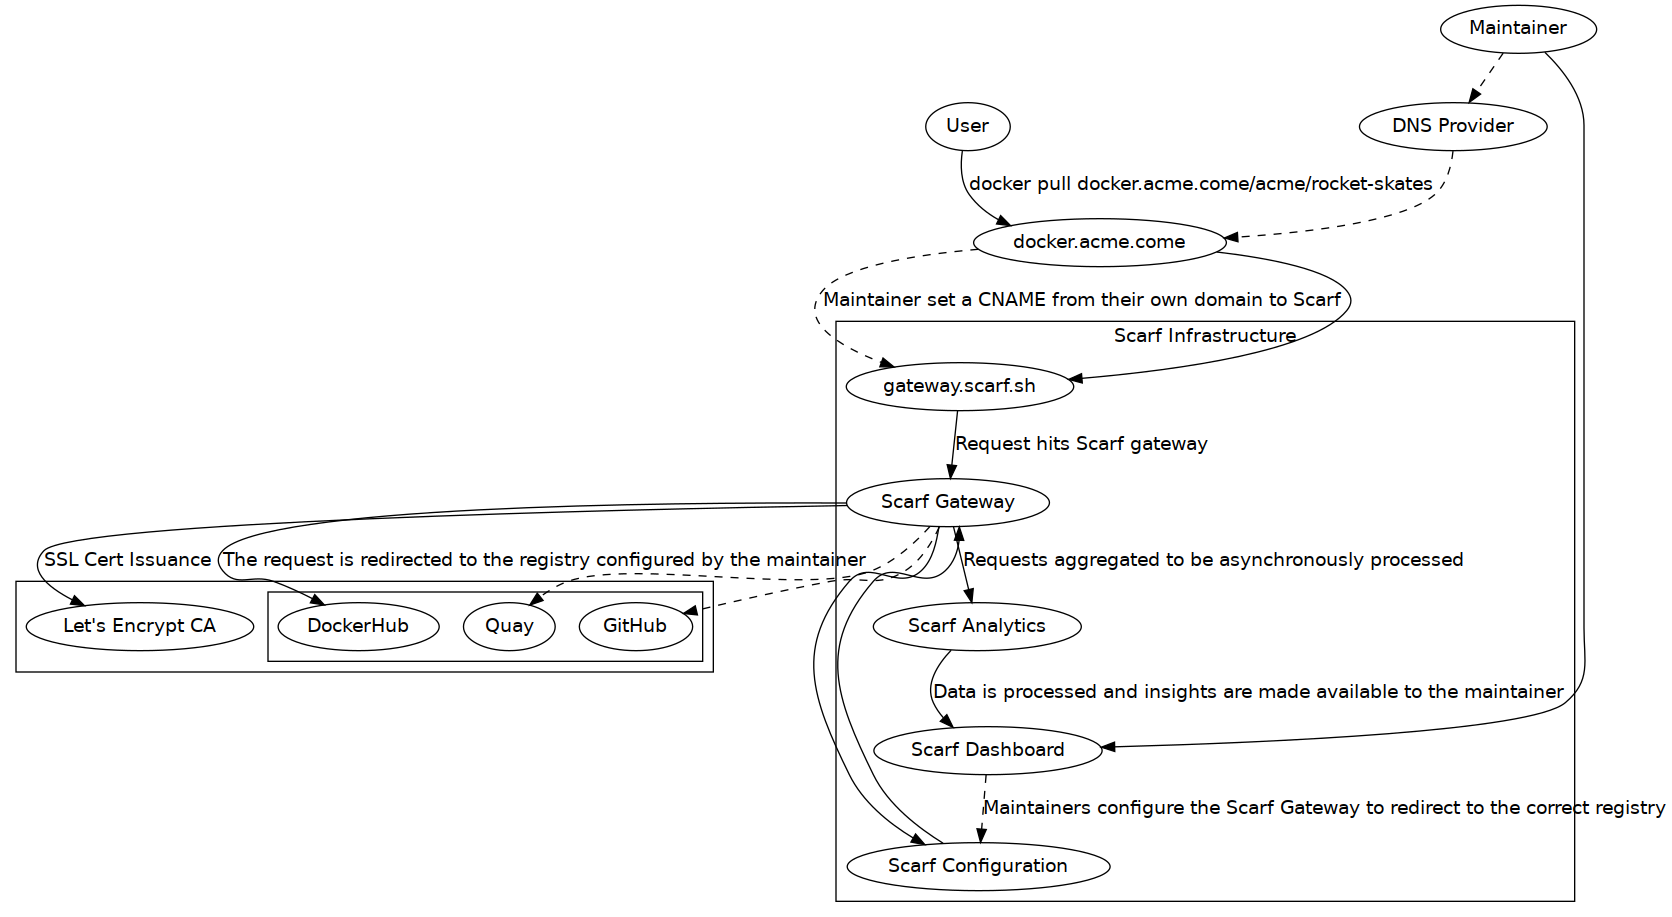 Maintainer
User
DNS Provider
docker pull docker.acme.come/acme/rocket-skates
docker.acme.come
Maintainer set a CNAME from their own domain to Scarf
Scarf Infrastructure
gateway.scarf.sh
Request hits Scarf gateway
Scarf Gateway
SSL Cert Issuance
The request is redirected to the registry configured by the maintainer
Requests aggregated to be asynchronously processed
Let's Encrypt CA
DockerHub
Quay
GitHub
Scarf Analytics
Data is processed and insights are made available to the maintainer
Scarf Dashboard
Maintainers configure the Scarf Gateway to redirect to the correct registry
Scarf Configuration